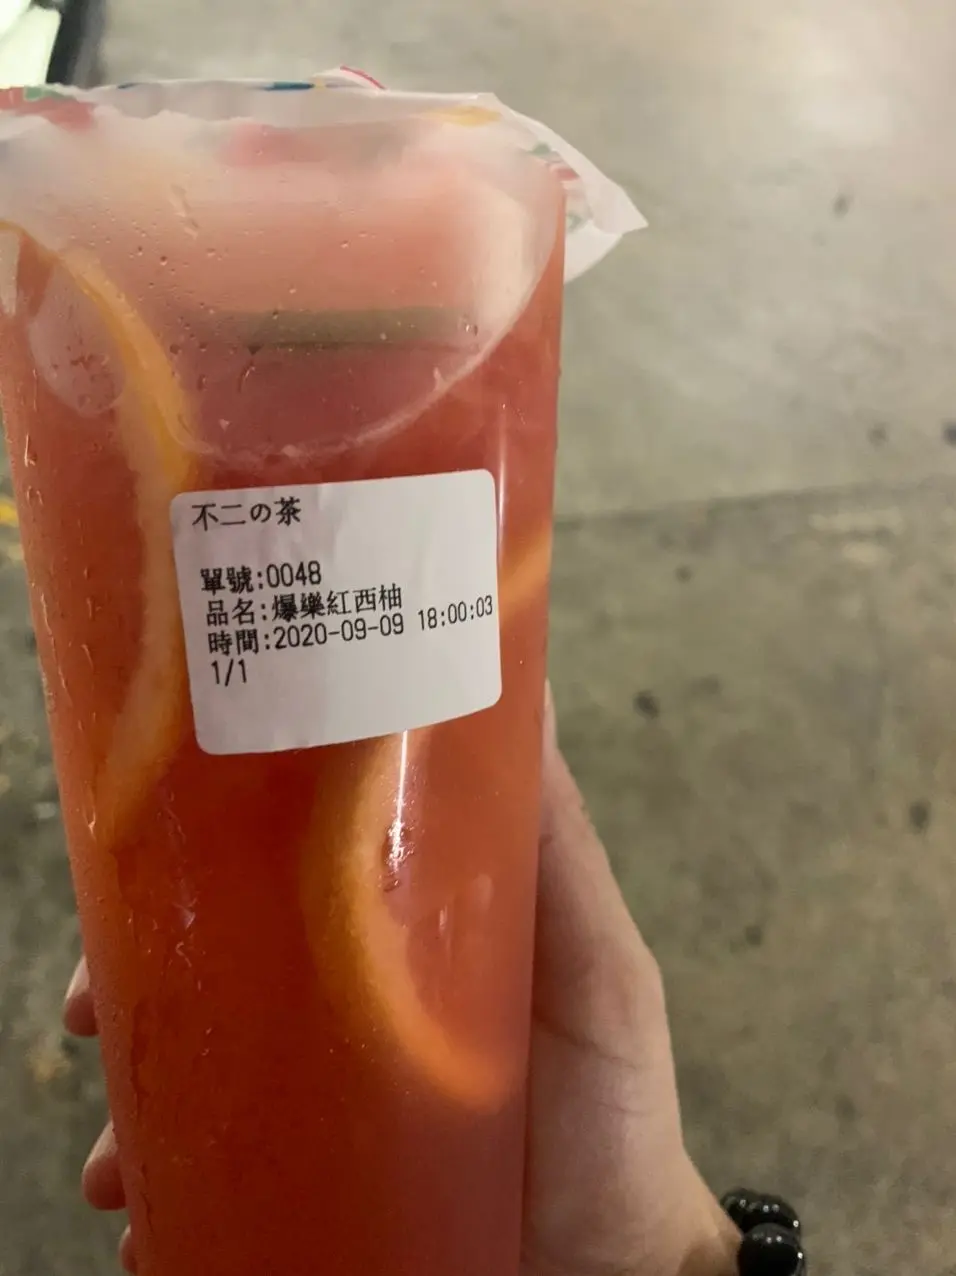 不二の茶
單號:0048
品名:爆樂紅西柚
時間:2020-09-09 18:00:03
1/1